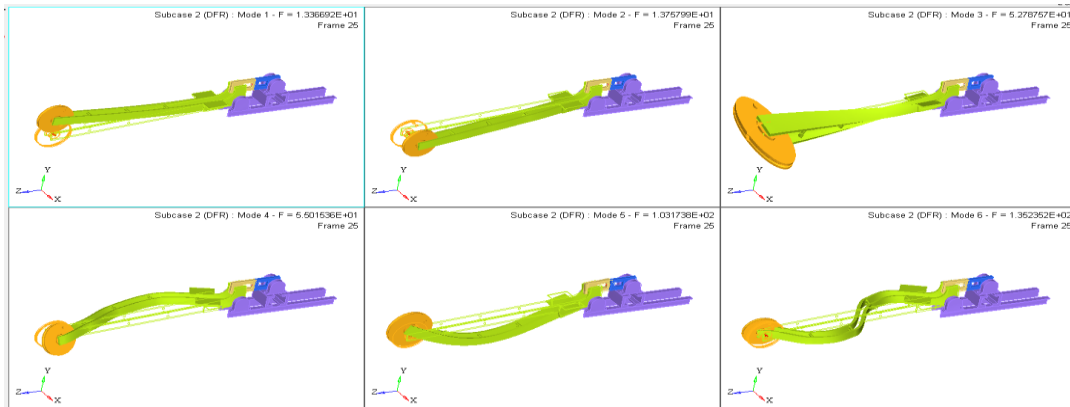 Subcase 2 (DFR) : Mode 1 - F = 1.336692E+01
Frame 25
Y
Z
X
Subcase 2 (DFR) : Mode 2 - F = 1.375799E+01
Frame 25
Y
Z
X
Subcase 2 (DFR) : Mode 3 - F = 5.278757E+01
Frame 25
Y
Z
X
Subcase 2 (DFR) : Mode 4 - F = 5.501536E+01
Frame 25
Y
Z
X
Subcase 2 (DFR) : Mode 5 - F = 1.031738E+02
Frame 25
Y
Z
X
Subcase 2 (DFR) : Mode 6 - F = 1.352352E+02
Frame 25
Y
Z
X